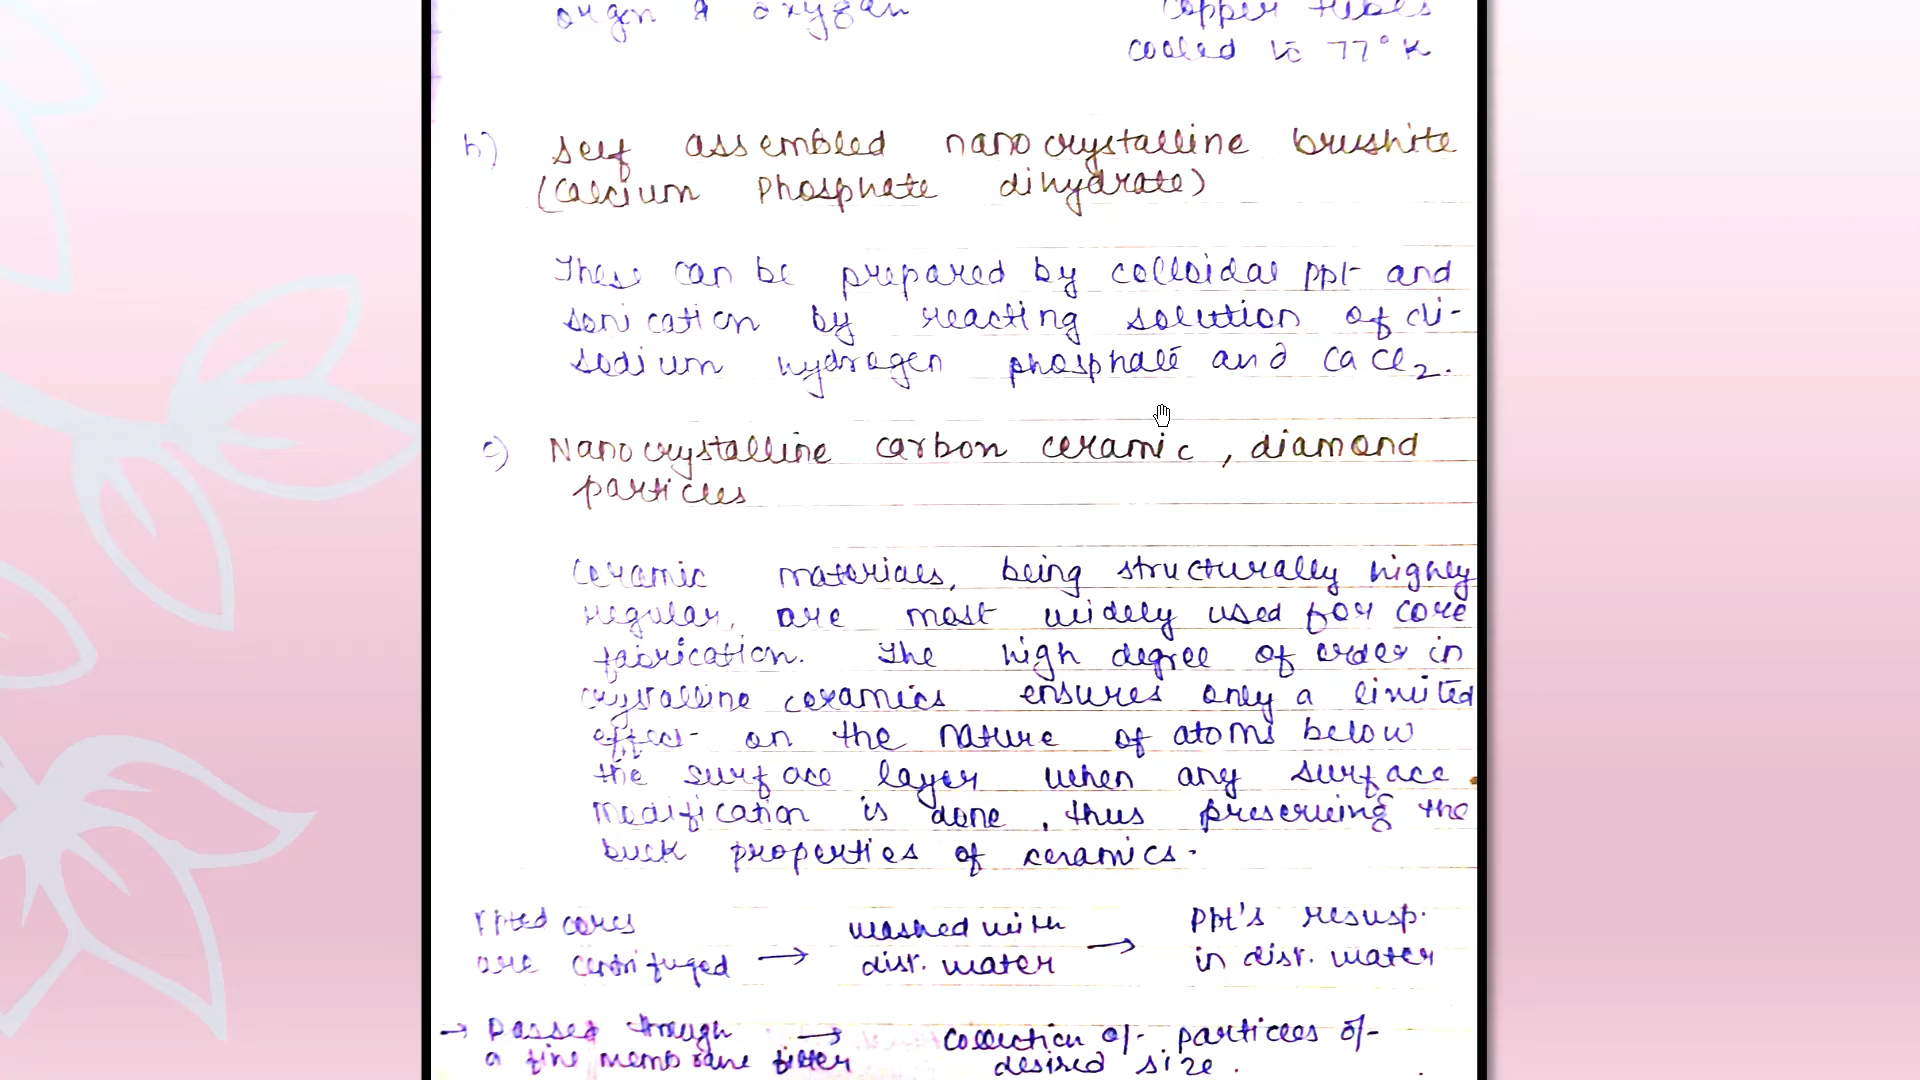 argon & oxygen
copper tubes
cooled to 77°K
b) Self assembled nanocrystalline brushite
(Calcium Phosphate dihydrate)
These can be prepared by colloidal ppt and
sonication by reacting solution of di-
sodium hydrogen phosphate and CaCl2.
c) Nanocrystalline carbon ceramic, diamond
particles
Ceramic materials, being structurally highly
regular, are most widely used for core
fabrication. The high degree of order in
crystalline ceramics ensures only a limited
effect on the nature of atoms below
the surface layer when any surface
modification is done, thus preserving the
bulk properties of ceramics.
Ppted cores
are centrifuged → washed with
dist. water → ppt's resusp.
in dist. water
→ Passed through
a fine membrane filter → Collection of particles of
desired size.